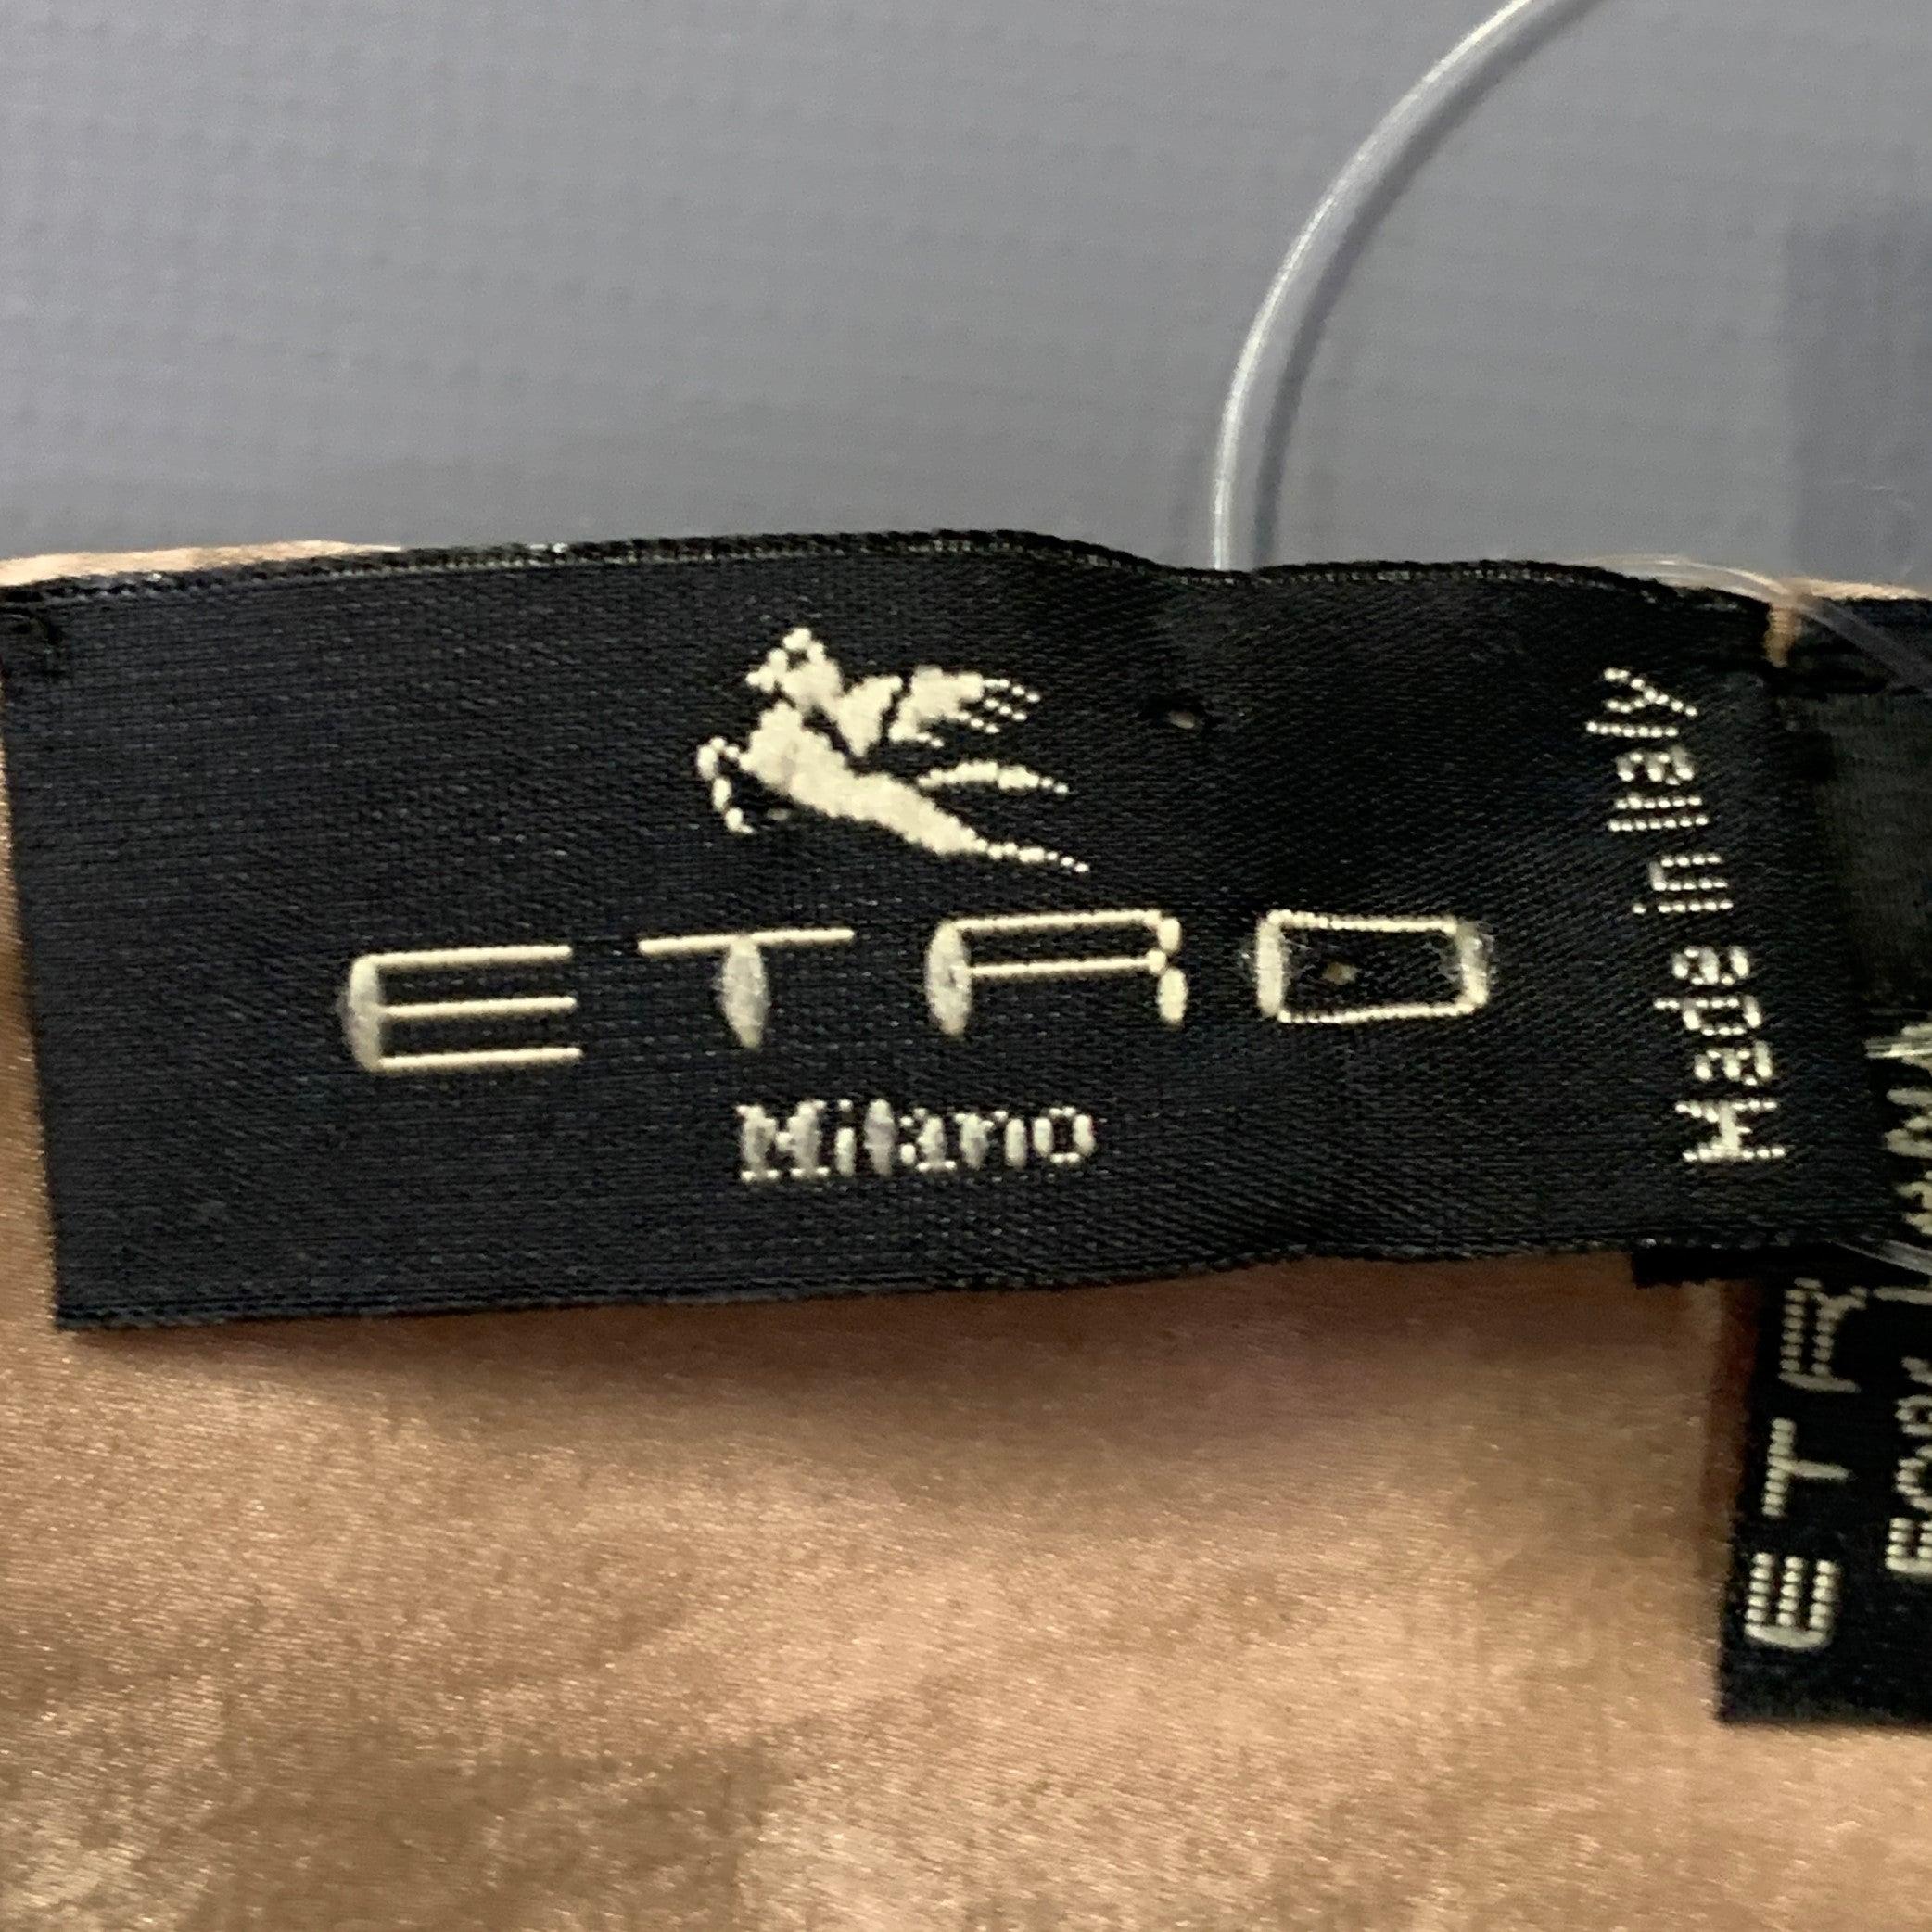 ETRO
Milano
Made in Italy
ETR